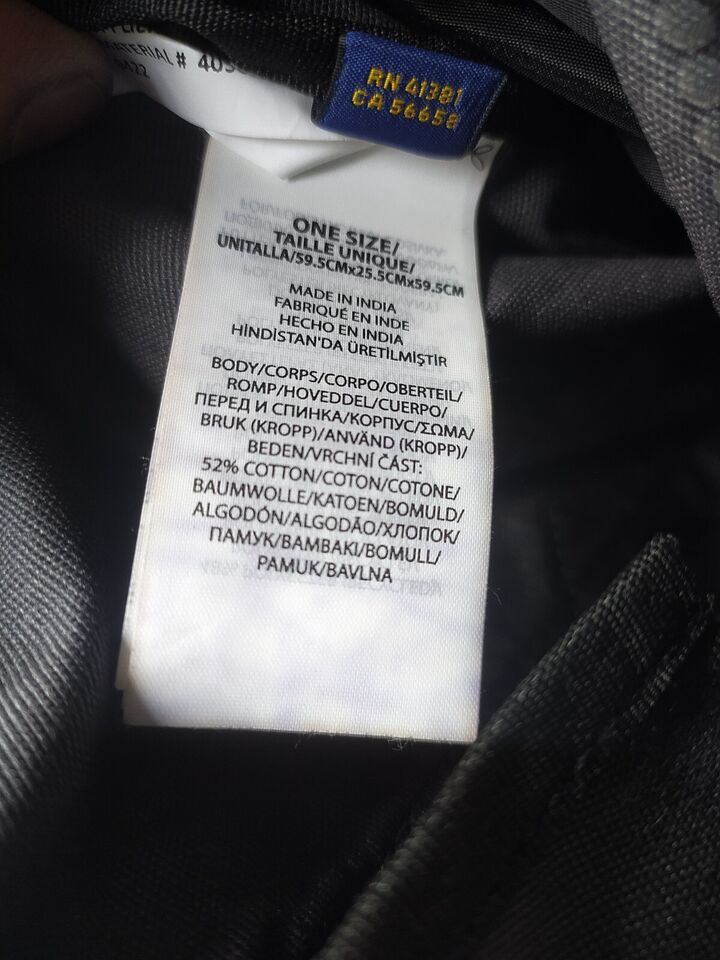 MATERIAL # 405
RN 41381
CA 56658
ONE SIZE/
TAILLE UNIQUE/
UNITALLA/59.5CMx25.5CMx59.5CM
MADE IN INDIA
FABRIQUÉ EN INDE
HECHO EN INDIA
HİNDİSTAN'DA ÜRETİLMİŞTİR
BODY/CORPS/CORPO/OBERTEIL/
ROMP/HOVEDDEL/CUERPO/
ПЕРЕД И СПИНКА/КОРПУС/ΣΩΜΑ/
BRUK (KROPP)/ANVÄND (KROPP)/
BEDEN/VRCHNÍ ČÁST:
52% COTTON/COTON/COTONE/
BAUMWOLLE/KATOEN/BOMULD/
ALGODÓN/ALGODÃO/ХЛОПОК/
ПАМУК/BAMBAKI/BOMULL/
PAMUK/BAVLNA